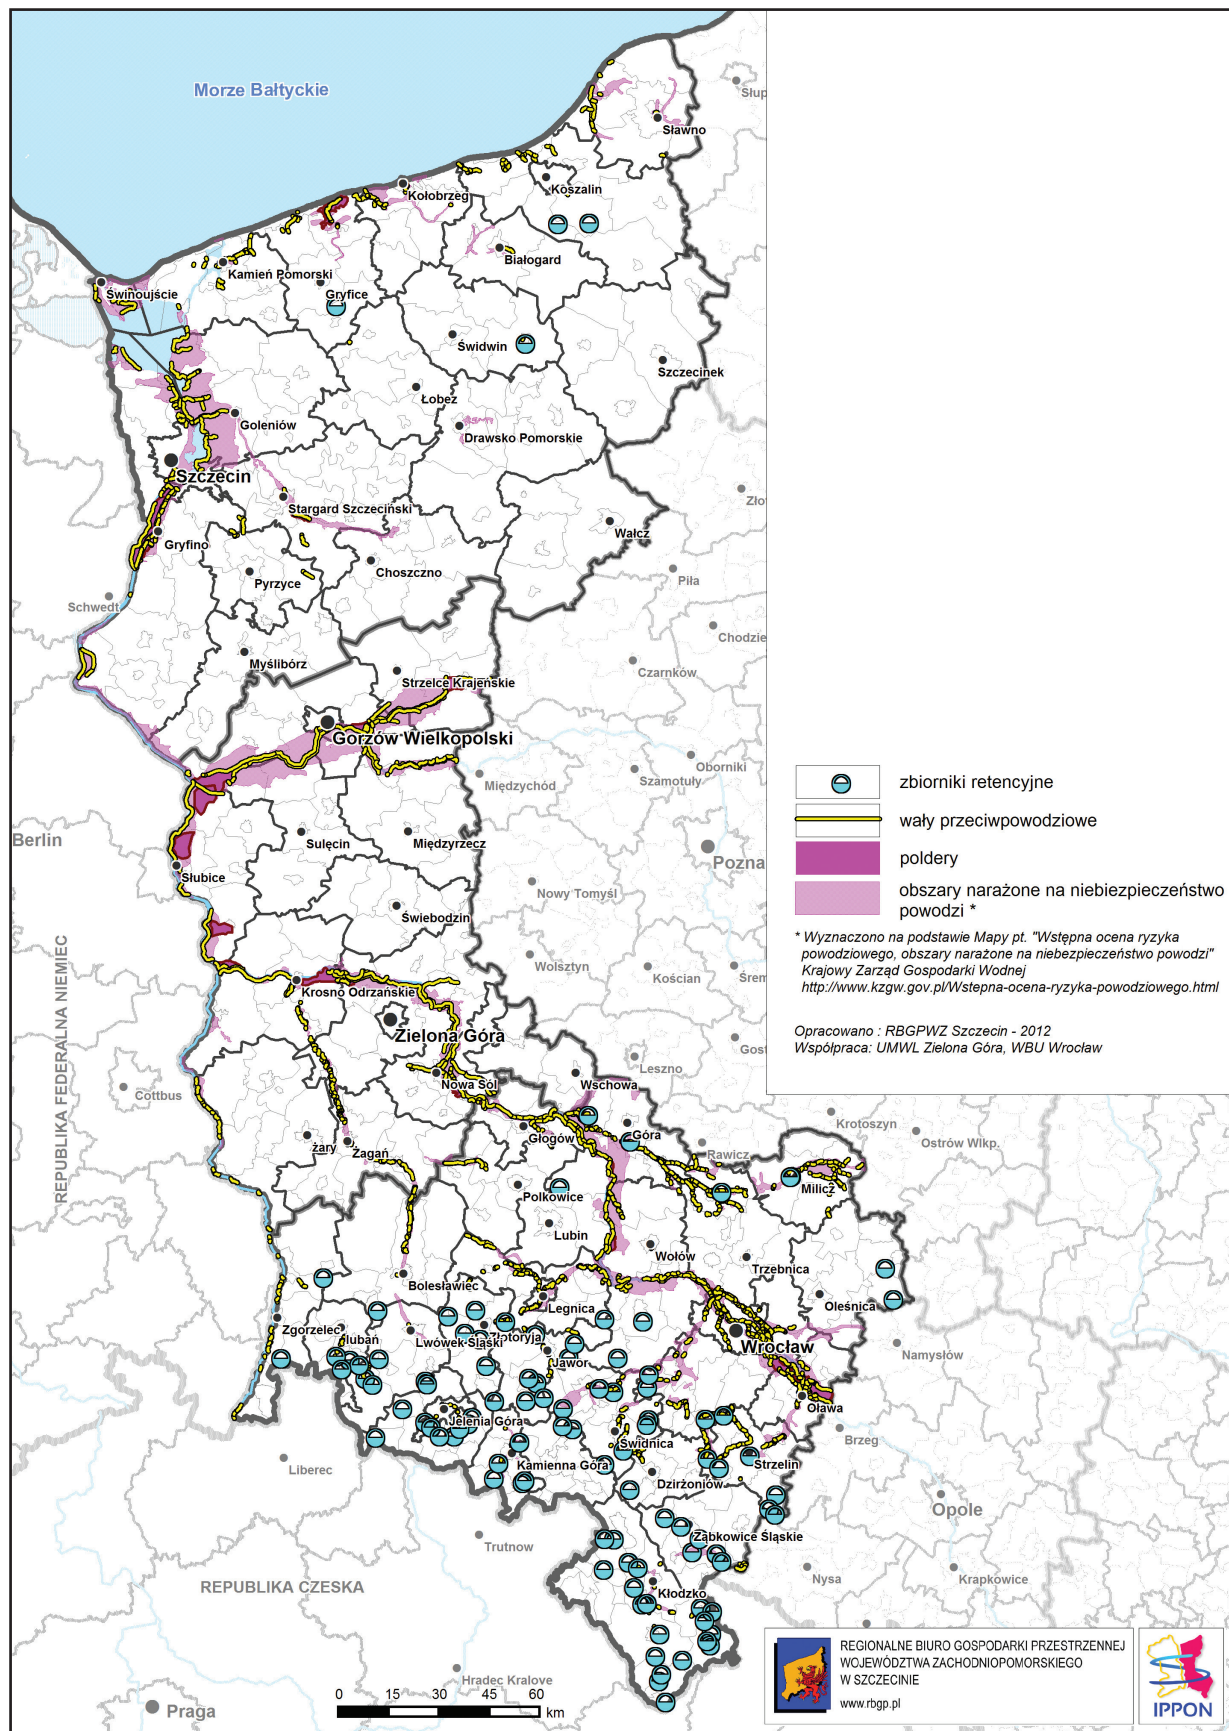 Morze Bałtyckie
Słup
Sławno
Kołobrzeg
Koszalin
Białogard
Kamień Pomorski
Świnoujście
Gryfice
Świdwin
Szczecinek
Łobez
Goleniów
Drawsko Pomorskie
Szczecin
Stargard Szczeciński
Zło
Wałcz
Gryfino
Choszczno
Pyrzyce
Piła
Schwedt
Chodzie
Myślibórz
Czarnków
Strzelce Krajeńskie
Gorzów Wielkopolski
Oborniki
Szamotuły
Międzychód
Berlin
Sulęcin
Międzyrzecz
Pozna
Słubice
Nowy Tomyśl
Świebodzin
REPUBLIKA FEDERALNA NIEMIEC
Wolsztyn
Kościan
Śrem
Krosno Odrzańskie
Zielona Góra
Gost
Leszno
Nowa Sól
Wschowa
Cottbus
Krotoszyn
Ostrów Wlkp.
Głogów
Góra
Rawicz
żary
Żagań
Milicz
Polkowice
Lubin
Wołów
Trzebnica
Bolesławiec
Oleśnica
Legnica
Zgorzelec
lubań
Lwówek Śląski
Złotoryja
Wrocław
Namysłów
Jawor
Oława
Jelenia Góra
Brzeg
Świdnica
Strzelin
Liberec
Kamienna Góra
Dzirżoniów
Opole
Trutnow
Ząbkowice Śląskie
Nysa
Krapkowice
REPUBLIKA CZESKA
Kłodzko
Hradec Kralove
Praga
0 15 30 45 60
km
zbiorniki retencyjne
wały przeciwpowodziowe
poldery
obszary narażone na niebiezpieczeństwo
powodzi *
* Wyznaczono na podstawie Mapy pt. "Wstępna ocena ryzyka
powodziowego, obszary narażone na niebezpieczeństwo powodzi"
Krajowy Zarząd Gospodarki Wodnej
http://www.kzgw.gov.pl/Wstepna-ocena-ryzyka-powodziowego.html
Opracowano : RBGPWZ Szczecin - 2012
Współpraca: UMWL Zielona Góra, WBU Wrocław
REGIONALNE BIURO GOSPODARKI PRZESTRZENNEJ
WOJEWÓDZTWA ZACHODNIOPOMORSKIEGO
W SZCZECINIE
www.rbgp.pl
IPPON